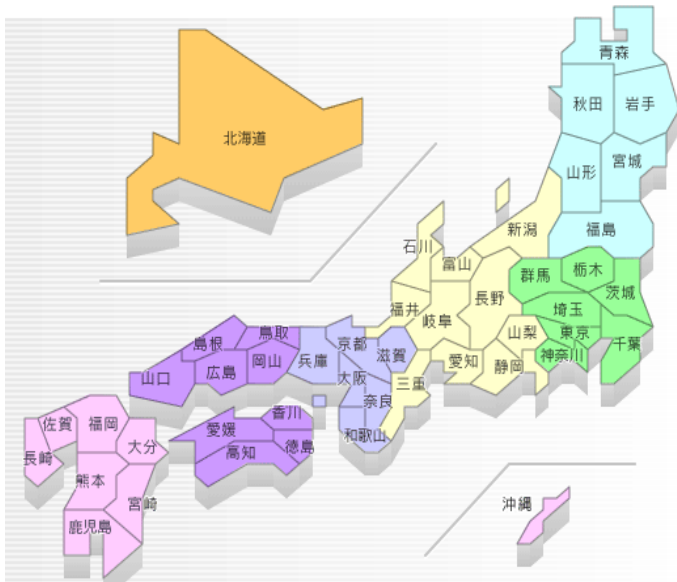 北海道
青森
秋田
岩手
山形
宮城
福島
新潟
石川
富山
福井
岐阜
長野
山梨
愛知
静岡
三重
群馬
栃木
茨城
埼玉
東京
神奈川
千葉
京都
滋賀
兵庫
大阪
奈良
和歌山
鳥取
島根
岡山
広島
山口
香川
愛媛
徳島
高知
福岡
佐賀
長崎
大分
熊本
宮崎
鹿児島
沖縄